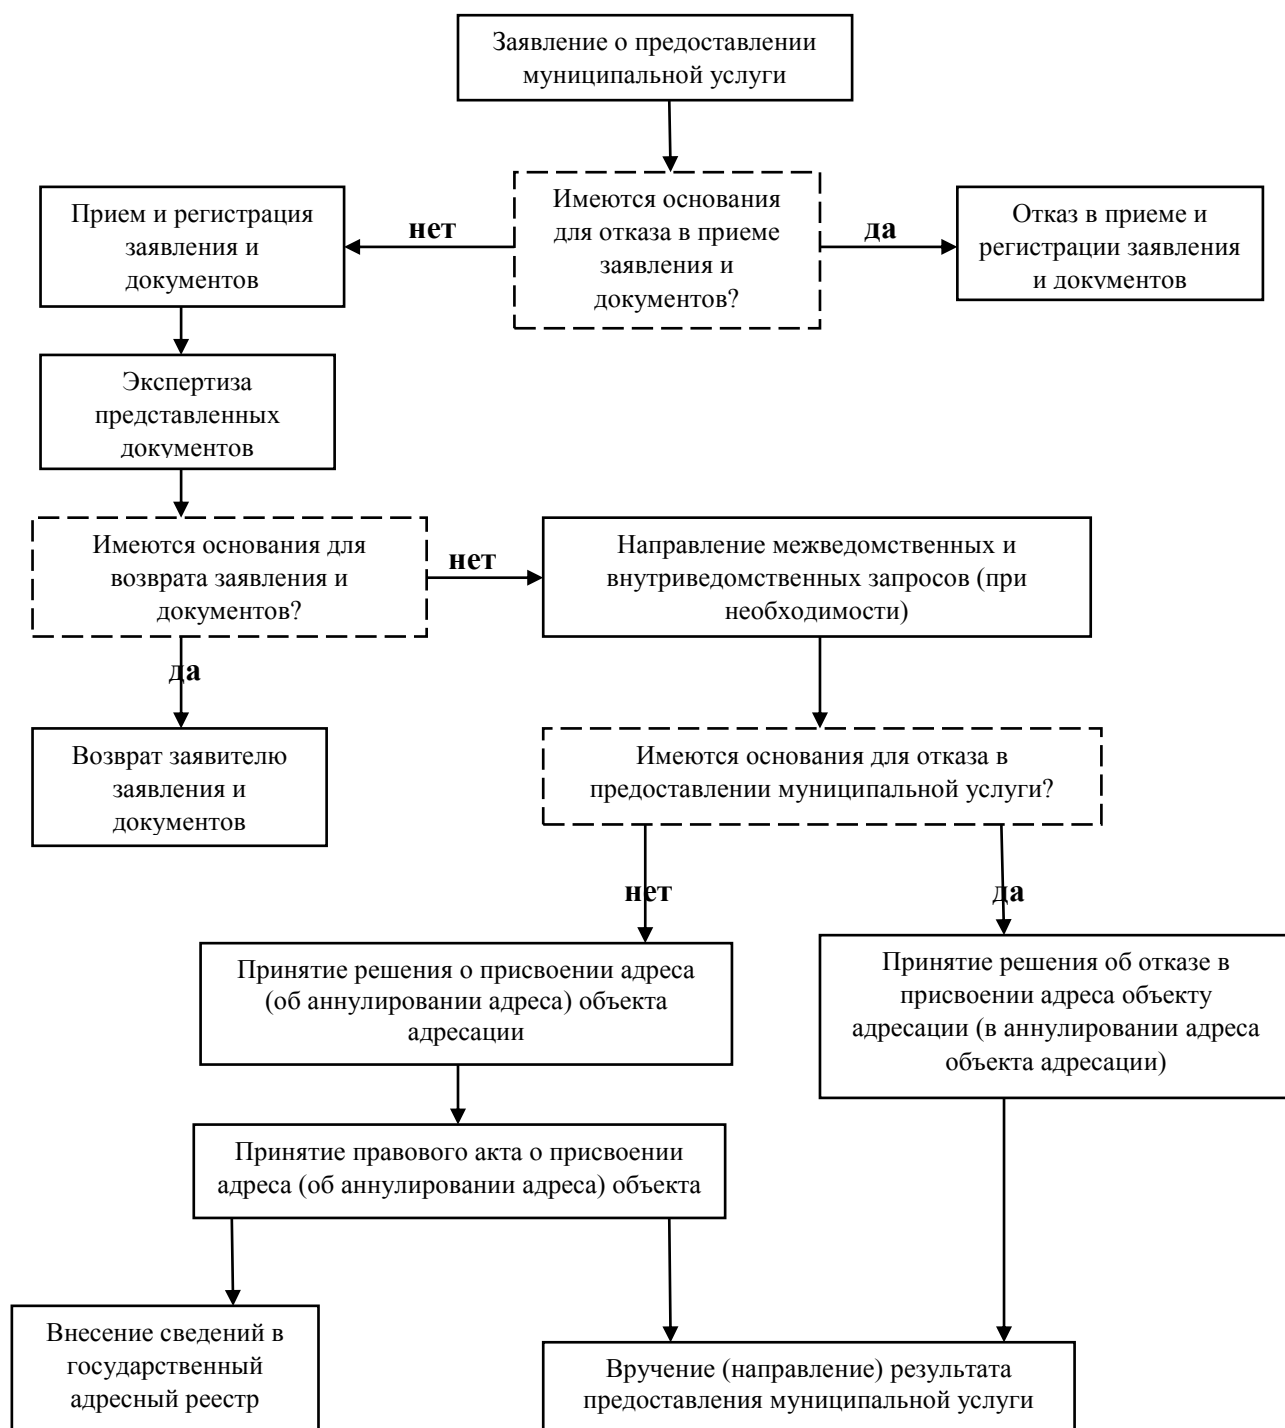 Заявление о предоставлении
муниципальной услуги
Имеются основания
для отказа в приеме
заявления и
документов?
нет
да
Прием и регистрация
заявления и
документов
Отказ в приеме и
регистрации заявления
и документов
Экспертиза
представленных
документов
Имеются основания для
возврата заявления и
документов?
нет
Направление межведомственных и
внутриведомственных запросов (при
необходимости)
да
Возврат заявителю
заявления и
документов
Имеются основания для отказа в
предоставлении муниципальной услуги?
нет
да
Принятие решения о присвоении адреса
(об аннулировании адреса) объекта
адресации
Принятие решения об отказе в
присвоении адреса объекту
адресации (в аннулировании адреса
объекта адресации)
Принятие правового акта о присвоении
адреса (об аннулировании адреса) объекта
Внесение сведений в
государственный
адресный реестр
Вручение (направление) результата
предоставления муниципальной услуги